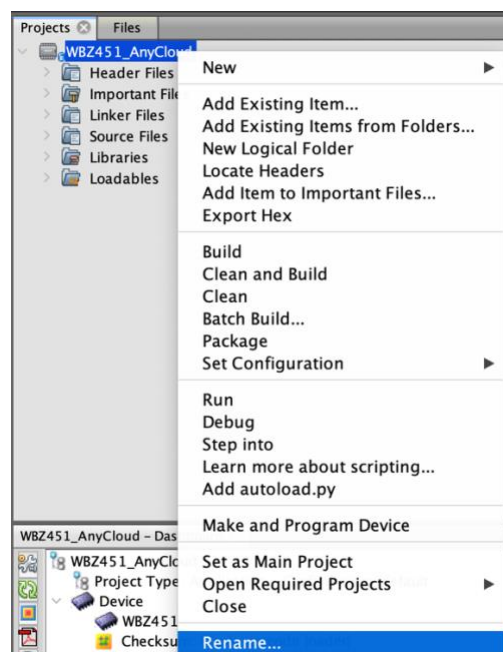 Projects
Files
WBZ451_AnyCloud
Header Files
Important File
Linker Files
Source Files
Libraries
Loadables
New
Add Existing Item...
Add Existing Items from Folders...
New Logical Folder
Locate Headers
Add Item to Important Files...
Export Hex
Build
Clean and Build
Clean
Batch Build...
Package
Set Configuration
Run
Debug
Step into
Learn more about scripting...
Add autoload.py
Make and Program Device
Set as Main Project
Open Required Projects
Close
Rename...
WBZ451_AnyCloud – Das
WBZ451_AnyClo
Project Type
Device
WBZ451
Checksu